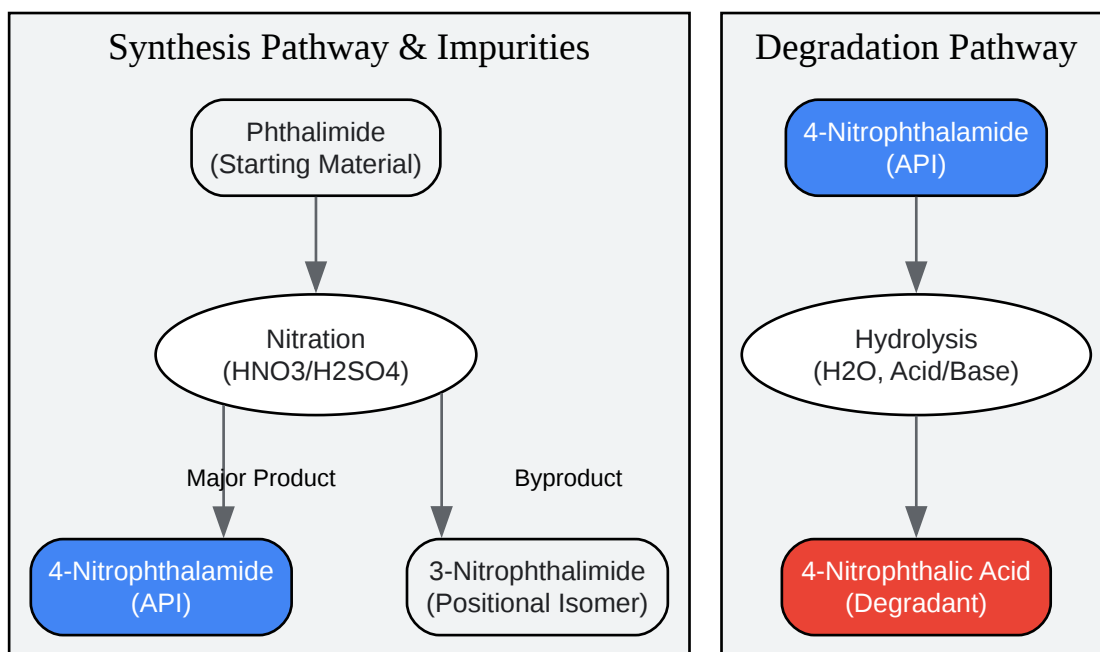 Synthesis Pathway & Impurities
Phthalimide
(Starting Material)
Nitration
(HNO3/H2SO4)
Major Product
Byproduct
4-Nitrophthalamide
(API)
3-Nitrophthalimide
(Positional Isomer)
Degradation Pathway
4-Nitrophthalamide
(API)
Hydrolysis
(H2O, Acid/Base)
4-Nitrophthalic Acid
(Degradant)